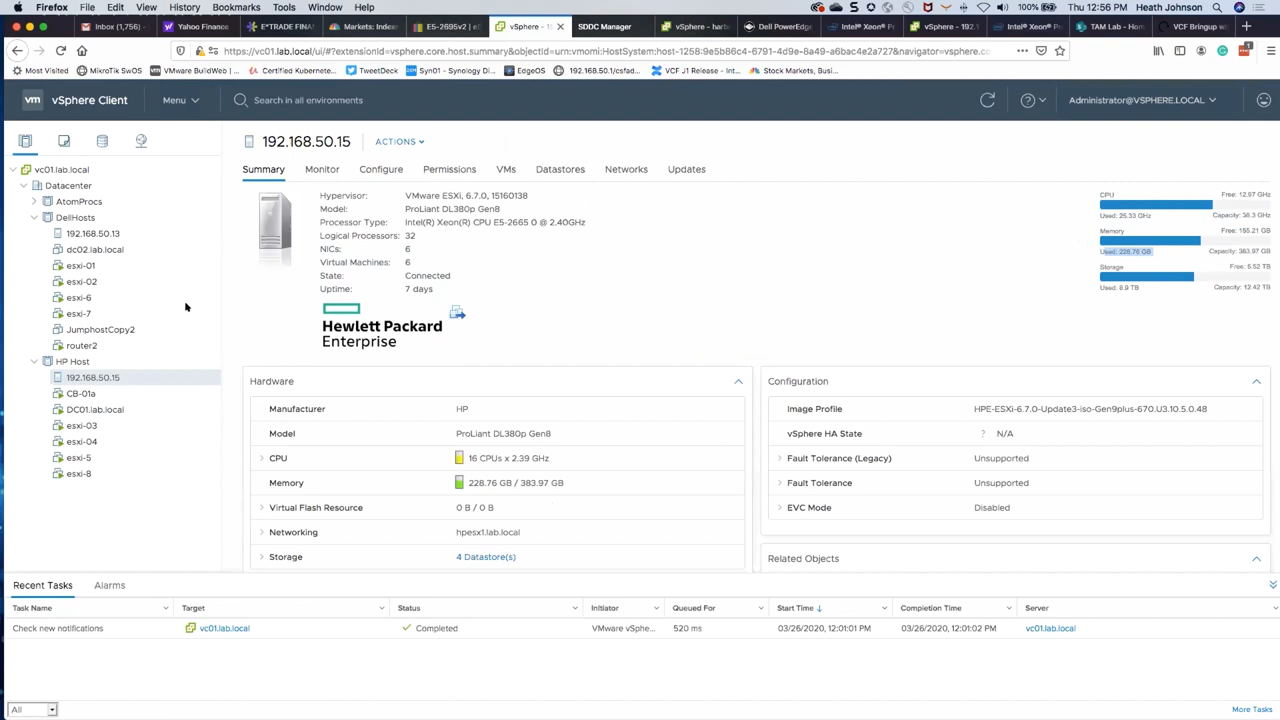 Firefox File Edit View History Bookmarks Tools Window Help
100% Thu 12:56 PM Heath Johnson
Inbox (1,756)
Yahoo Finance
E*TRADE FINA
Markets: Indexe
E5-2695v2 | El
vSphere - 19
SDDC Manager
vSphere - harb
Dell PowerEdg
Intel® Xeon® P
vSphere - 192.1
Intel® Xeon® P
TAM Lab - Hom
VCF Bringup w
https://vc01.lab.local/ui/#?extensionId=vsphere.core.host.summary&objectId=urn:vmomi:HostSystem:host-1258:9e5b86c4-6791-4d9e-8a49-a6bac4e2a727&navigator=vsphere.co
Most Visited
MikroTik SwOS
VMware BuildWeb |...
Certified Kubernete...
TweetDeck
Syn01 - Synology Di...
EdgeOS
192.168.50.1/csfad...
VCF J1 Release - Int...
Stock Markets, Busi...
vm vSphere Client Menu Search in all environments Administrator@VSPHERE.LOCAL
192.168.50.15 ACTIONS
Summary Monitor Configure Permissions VMs Datastores Networks Updates
vc01.lab.local
Datacenter
AtomProcs
DellHosts
192.168.50.13
dc02.lab.local
esxi-01
esxi-02
esxi-6
esxi-7
JumphostCopy2
router2
HP Host
192.168.50.15
CB-01a
DC01.lab.local
esxi-03
esxi-04
esxi-5
esxi-8
Hypervisor: VMware ESXi, 6.7.0, 15160138
Model: ProLiant DL380p Gen8
Processor Type: Intel(R) Xeon(R) CPU E5-2665 0 @ 2.40GHz
Logical Processors: 32
NICs: 6
Virtual Machines: 6
State: Connected
Uptime: 7 days
Hewlett Packard
Enterprise
CPU Free: 12.97 GHz
Used: 25.33 GHz Capacity: 38.3 GHz
Memory Free: 155.21 GB
Used: 228.76 GB Capacity: 383.97 GB
Storage Free: 5.52 TB
Used: 6.9 TB Capacity: 12.42 TB
Hardware
Manufacturer HP
Model ProLiant DL380p Gen8
CPU 16 CPUs x 2.39 GHz
Memory 228.76 GB / 383.97 GB
Virtual Flash Resource 0 B / 0 B
Networking hpesx1.lab.local
Storage 4 Datastore(s)
Configuration
Image Profile HPE-ESXi-6.7.0-Update3-iso-Gen9plus-670.U3.10.5.0.48
vSphere HA State ? N/A
Fault Tolerance (Legacy) Unsupported
Fault Tolerance Unsupported
EVC Mode Disabled
Related Objects
Recent Tasks Alarms
Task Name Target Status Initiator Queued For Start Time Completion Time Server
Check new notifications vc01.lab.local Completed VMware vSphe... 520 ms 03/26/2020, 12:01:01 PM 03/26/2020, 12:01:02 PM vc01.lab.local
All More Tasks